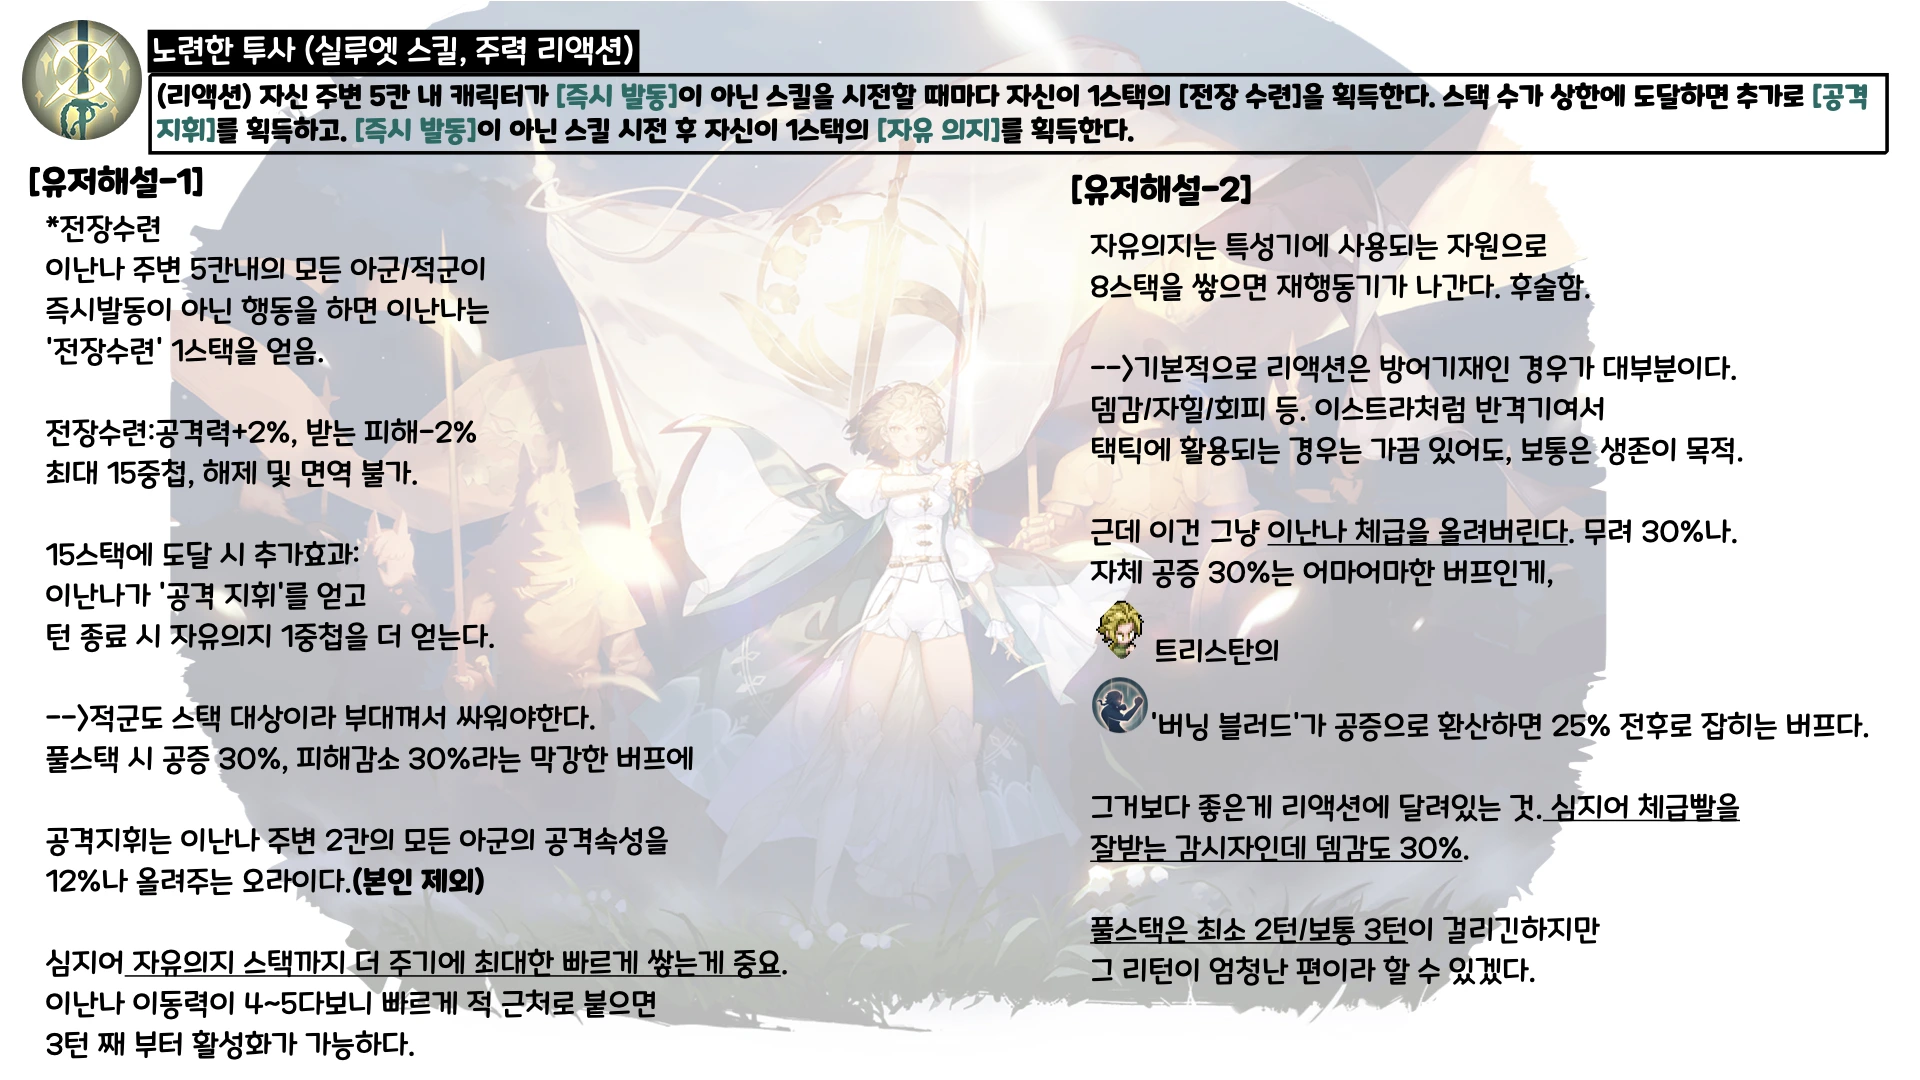 노련한 투사 (실루엣 스킬, 주력 리액션)
(리액션) 자신 주변 5칸 내 캐릭터가 [즉시 발동]이 아닌 스킬을 시전할 때마다 자신이 1스택의 [전장 수련]을 획득한다. 스택 수가 상한에 도달하면 추가로 [공격
지휘]를 획득하고. [즉시 발동]이 아닌 스킬 시전 후 자신이 1스택의 [자유 의지]를 획득한다.
[유저해설-1]
*전장수련
이난나 주변 5칸내의 모든 아군/적군이
즉시발동이 아닌 행동을 하면 이난나는
'전장수련' 1스택을 얻음.
전장수련:공격력+2%, 받는 피해-2%
최대 15중첩, 해제 및 면역 불가.
15스택에 도달 시 추가효과:
이난나가 '공격 지휘'를 얻고
턴 종료 시 자유의지 1중첩을 더 얻는다.
-->적군도 스택 대상이라 부대껴서 싸워야한다.
풀스택 시 공증 30%, 피해감소 30%라는 막강한 버프에
공격지휘는 이난나 주변 2칸의 모든 아군의 공격속성을
12%나 올려주는 오라이다.(본인 제외)
심지어 자유의지 스택까지 더 주기에 최대한 빠르게 쌓는게 중요.
이난나 이동력이 4~5다보니 빠르게 적 근처로 붙으면
3턴 째 부터 활성화가 가능하다.
[유저해설-2]
자유의지는 특성기에 사용되는 자원으로
8스택을 쌓으면 재행동기가 나간다. 후술함.
-->기본적으로 리액션은 방어기재인 경우가 대부분이다.
뎀감/자힐/회피 등. 이스트라처럼 반격기여서
택틱에 활용되는 경우는 가끔 있어도, 보통은 생존이 목적.
근데 이건 그냥 이난나 체급을 올려버린다. 무려 30%나.
자체 공증 30%는 어마어마한 버프인게,
트리스탄의
'버닝 블러드'가 공증으로 환산하면 25% 전후로 잡히는 버프다.
그거보다 좋은게 리액션에 달려있는 것. 심지어 체급빨을
잘받는 감시자인데 뎀감도 30%.
풀스택은 최소 2턴/보통 3턴이 걸리긴하지만
그 리턴이 엄청난 편이라 할 수 있겠다.